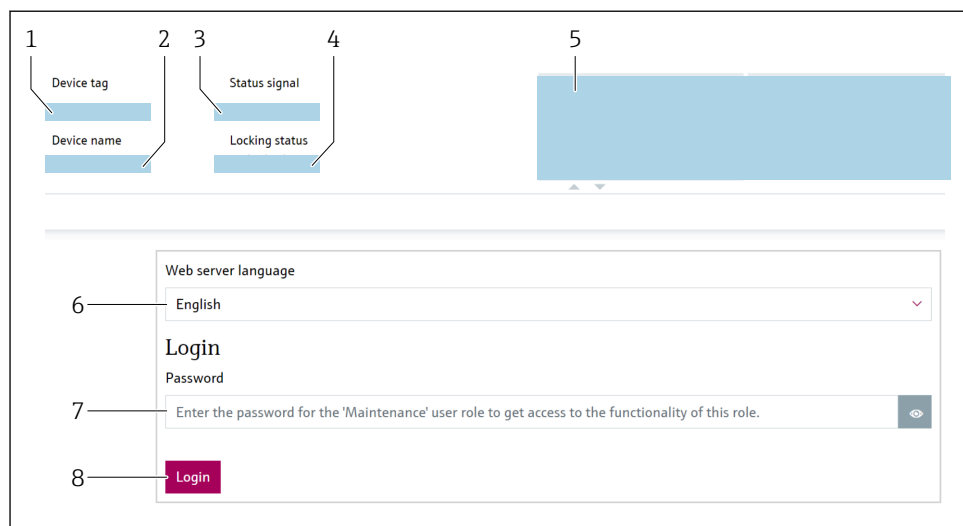 1 2 3 4 5
Device tag Status signal
Device name Locking status
Web server language
6 English
Login
Password
7 Enter the password for the 'Maintenance' user role to get access to the functionality of this role.
8 Login